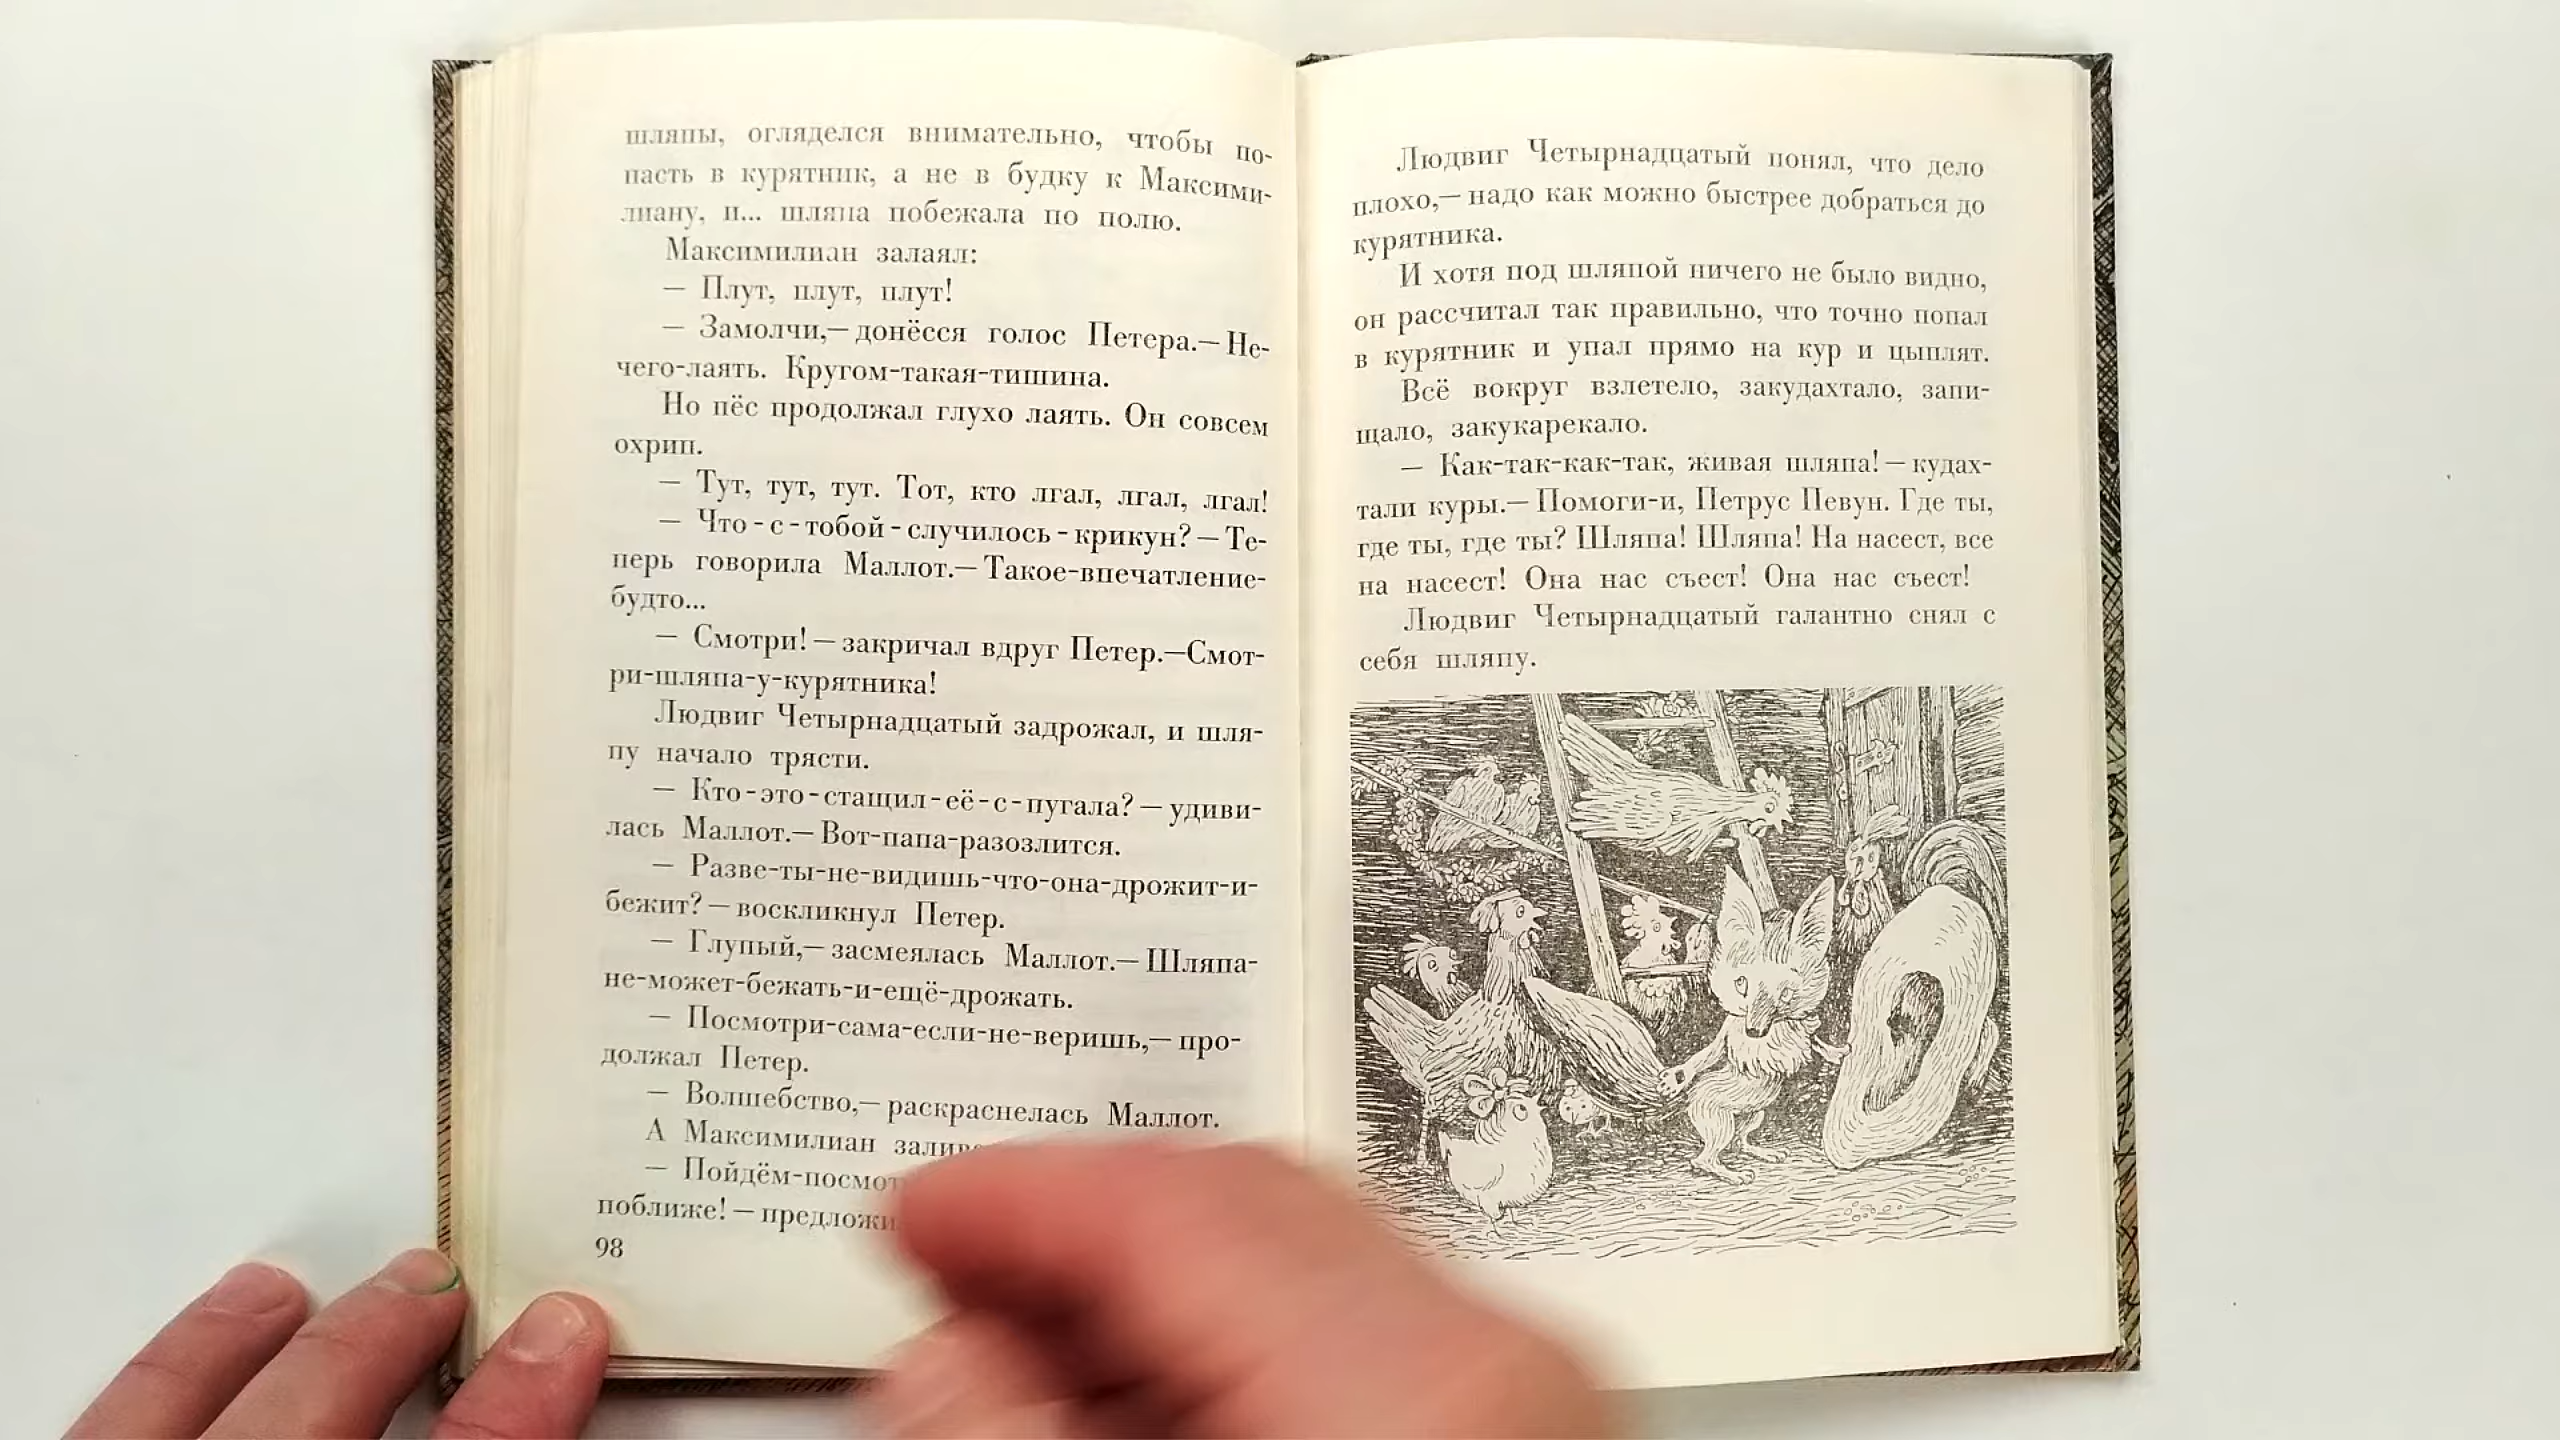 шляпы, огляделся внимательно, чтобы по-
пасть в курятник, а не в будку к Максими-
лиану, и... шляпа побежала по полю.
Максимилиан залаял:
— Плут, плут, плут!
— Замолчи,— донёсся голос Петера.— Не-
чего-лаять. Кругом-такая-тишина.
Но пёс продолжал глухо лаять. Он совсем
охрип.
— Тут, тут, тут. Тот, кто лгал, лгал, лгал!
— Что-с-тобой-случилось-крикун? — Те-
перь говорила Маллот.— Такое-впечатление-
будто...
— Смотри! — закричал вдруг Петер.— Смот-
ри-шляпа-у-курятника!
Людвиг Четырнадцатый задрожал, и шля-
пу начало трясти.
— Кто-это-стащил-её-с-пугала? — удиви-
лась Маллот.— Вот-папа-разозлится.
— Разве-ты-не-видишь-что-она-дрожит-и-
бежит? — воскликнул Петер.
— Глупый,— засмеялась Маллот.— Шляпа-
не-может-бежать-и-ещё-дрожать.
— Посмотри-сама-если-не-веришь,— про-
должал Петер.
— Волшебство,— раскраснелась Маллот.
А Максимилиан
— Пойдём-
поближе! —
98
Людвиг Четырнадцатый понял, что дело
плохо,— надо как можно быстрее добраться до
курятника.
И хотя под шляпой ничего не было видно,
он рассчитал так правильно, что точно попал
в курятник и упал прямо на кур и цыплят.
Всё вокруг взлетело, закудахтало, запи-
щало, закукарекало.
— Как-так-как-так, живая шляпа! — кудах-
тали куры.— Помоги-и, Петрус Певун. Где ты,
где ты, где ты? Шляпа! Шляпа! На насест, все
на насест! Она нас съест! Она нас съест!
Людвиг Четырнадцатый галантно снял с
себя шляпу.